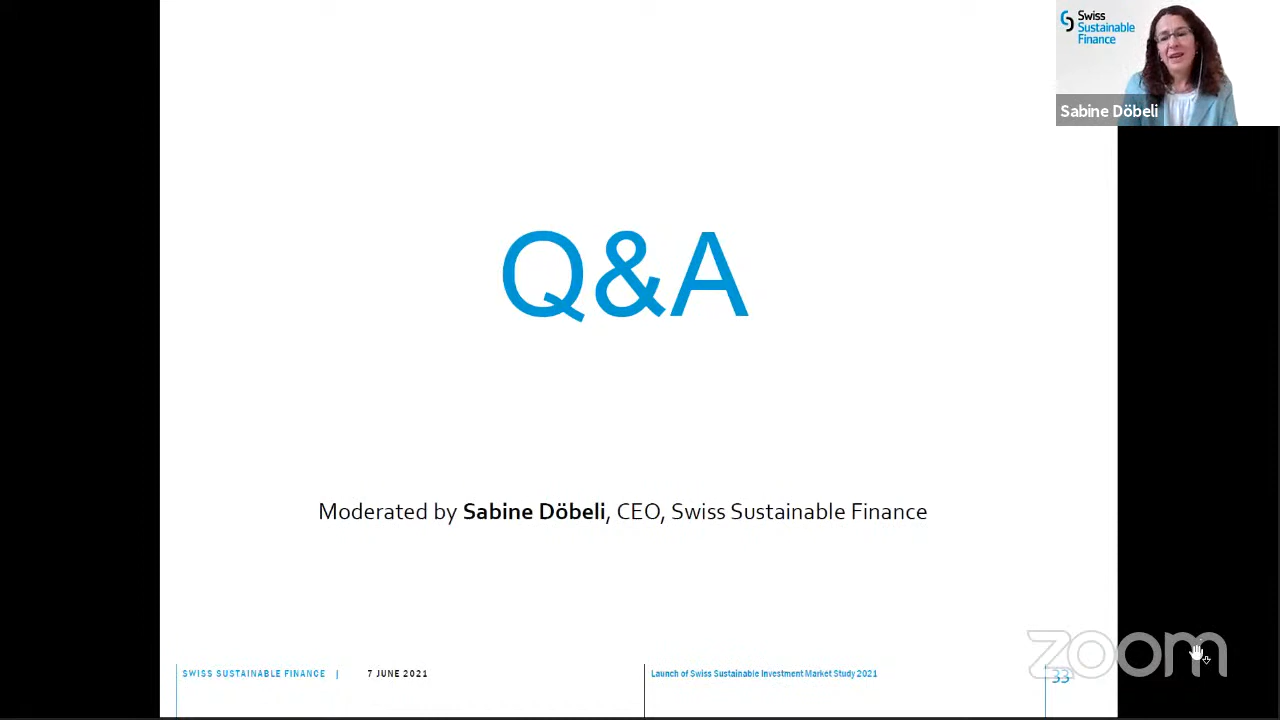 Swiss
Sustainable
Finance
Sabine Döbeli
Q&A
Moderated by Sabine Döbeli, CEO, Swiss Sustainable Finance
SWISS SUSTAINABLE FINANCE | 7 JUNE 2021 Launch of Swiss Sustainable Investment Market Study 2021 33
zoom